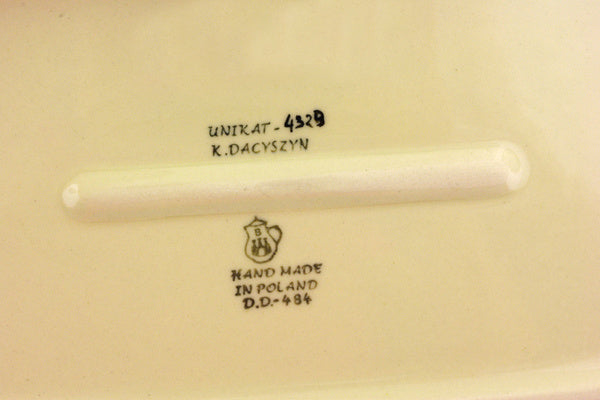 UNIKAT - 4329
K. DACYSZYN
B
HAND MADE
IN POLAND
D.D.-484